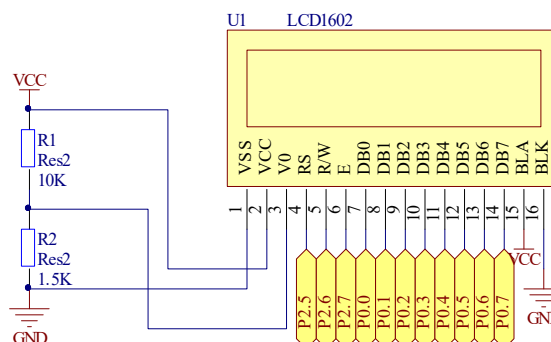 U1 LCD1602
VCC
R1
Res2
10K
R2
Res2
1.5K
GND
VSS
VCC
V0
RS
R/W
E
DB0
DB1
DB2
DB3
DB4
DB5
DB6
DB7
BLA
BLK
1
2
3
4
5
6
7
8
9
10
11
12
13
14
15
16
P2.5
P2.6
P2.7
P0.0
P0.1
P0.2
P0.3
P0.4
P0.5
P0.6
P0.7
VCC
GN